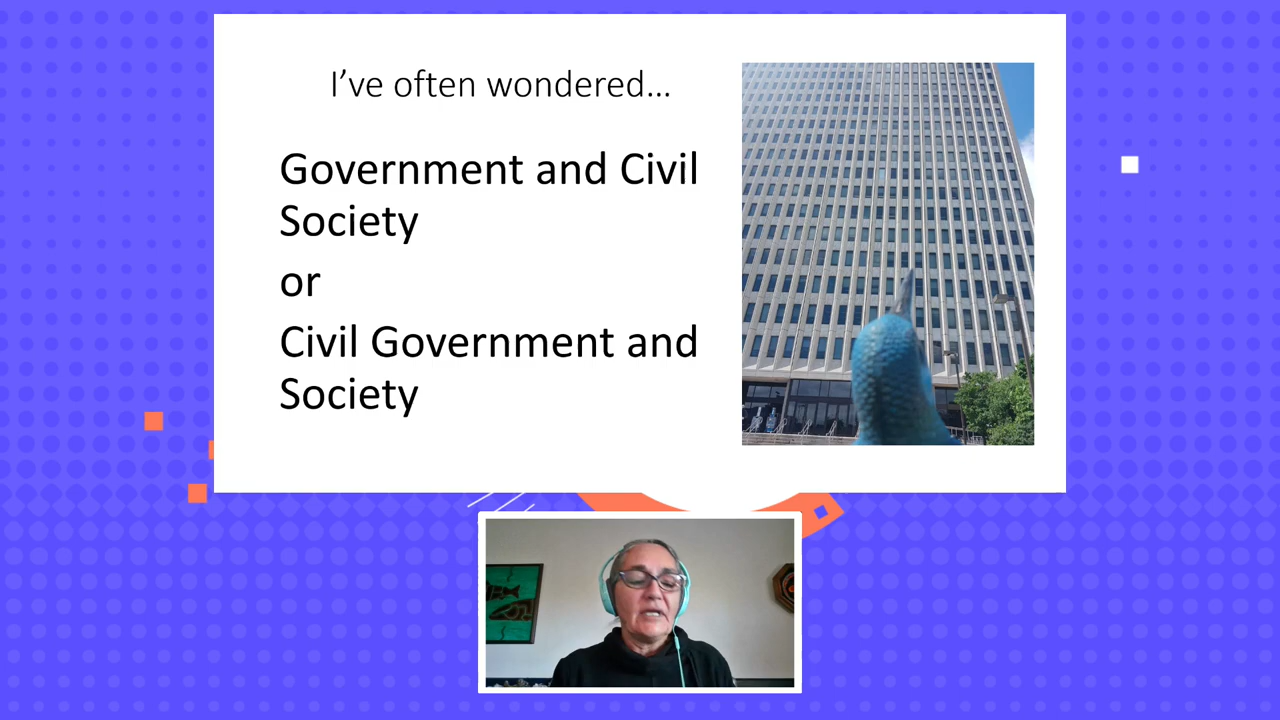 I've often wondered...
Government and Civil
Society
or
Civil Government and
Society